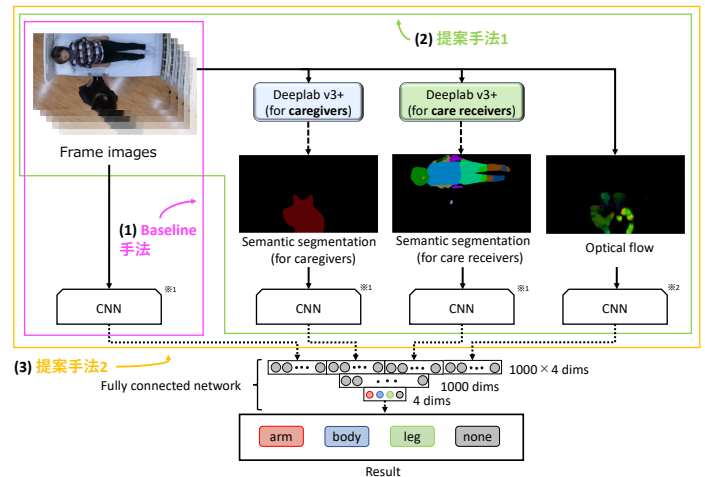 (2) 提案手法1
Deeplab v3+
(for caregivers)
Deeplab v3+
(for care receivers)
Frame images
(1) Baseline
手法
Semantic segmentation
(for caregivers)
Semantic segmentation
(for care receivers)
Optical flow
CNN
※1
CNN
※1
CNN
※1
CNN
※2
(3) 提案手法2
Fully connected network
1000×4 dims
1000 dims
4 dims
arm
body
leg
none
Result